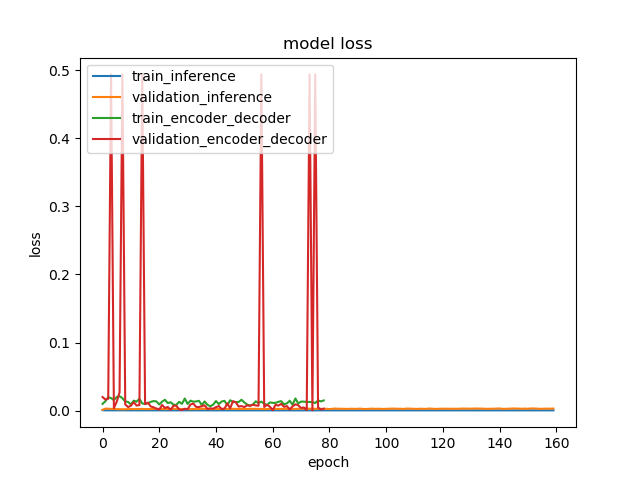 model loss
train_inference
validation_inference
train_encoder_decoder
validation_encoder_decoder
loss
0.5
0.4
0.3
0.2
0.1
0.0
0 20 40 60 80 100 120 140 160
epoch